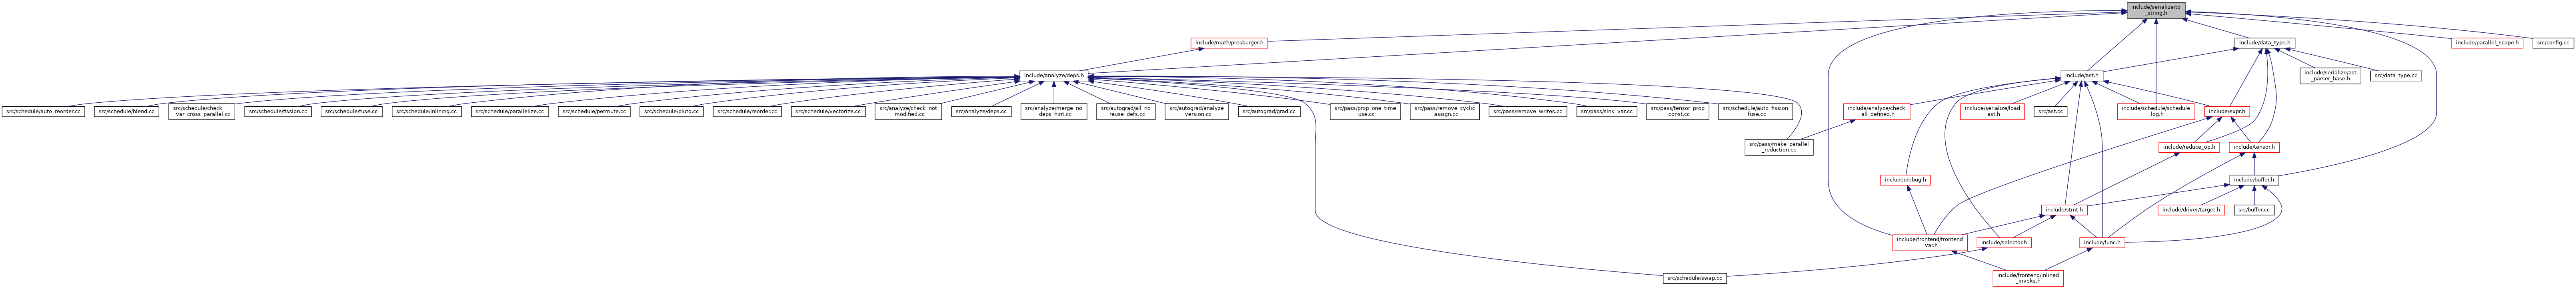 include/serialize/to
_string.h
include/math/presburger.h
include/data_type.h
include/parallel_scope.h
src/config.cc
include/analyze/deps.h
include/ast.h
include/serialize/ast
_parser_base.h
src/data_type.cc
src/schedule/auto_reorder.cc
src/schedule/blend.cc
src/schedule/check
_var_cross_parallel.cc
src/schedule/fission.cc
src/schedule/fuse.cc
src/schedule/inlining.cc
src/schedule/parallelize.cc
src/schedule/permute.cc
src/schedule/pluto.cc
src/schedule/reorder.cc
src/schedule/vectorize.cc
src/analyze/check_not
_modified.cc
src/analyze/deps.cc
src/analyze/merge_no
_deps_hint.cc
src/autograd/all_no
_reuse_defs.cc
src/autograd/analyze
_version.cc
src/autograd/grad.cc
src/pass/prop_one_time
_use.cc
src/pass/remove_cyclic
_assign.cc
src/pass/remove_writes.cc
src/pass/sink_var.cc
src/pass/tensor_prop
_const.cc
src/schedule/auto_fission
_fuse.cc
include/analyze/check
_all_defined.h
include/serialize/load
_ast.h
src/ast.cc
include/schedule/schedule
_log.h
include/expr.h
src/pass/make_parallel
_reduction.cc
include/reduce_op.h
include/tensor.h
include/debug.h
include/buffer.h
include/stmt.h
include/driver/target.h
src/buffer.cc
include/frontend/frontend
_var.h
include/selector.h
include/func.h
src/schedule/swap.cc
include/frontend/inlined
_invoke.h